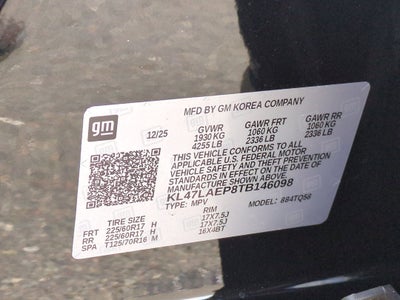 MFD BY GM KOREA COMPANY
gm
12/25 GVWR GAWR FRT GAWR RR
1930 KG 1060 KG 1060 KG
4255 LB 2336 LB 2336 LB
THIS VEHICLE CONFORMS TO ALL
APPLICABLE U.S. FEDERAL MOTOR
VEHICLE SAFETY AND THEFT PREVENTION
STANDARDS IN EFFECT ON THE DATE OF
MANUFACTURE SHOWN ABOVE.
KL47LAEP8TB146098
TYPE: MPV MODEL: 884TQ58
TIRE SIZE RIM
FRT 225/60R17 H 17X7.5J
RR 225/60R17 H 17X7.5J
SPA T125/70R16 M 16X4BT